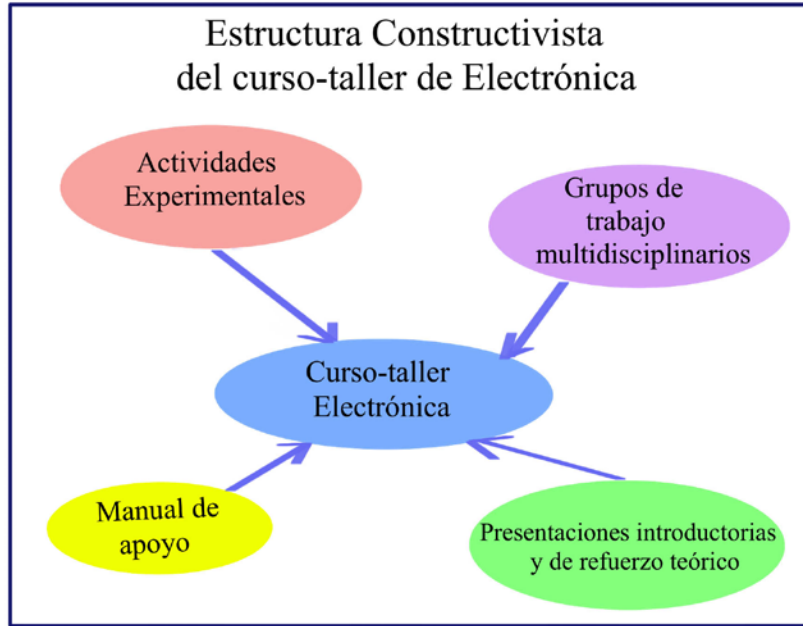 Estructura Constructivista
del curso-taller de Electrónica
Actividades
Experimentales
Grupos de
trabajo
multidisciplinarios
Curso-taller
Electrónica
Manual de
apoyo
Presentaciones introductorias
y de refuerzo teórico